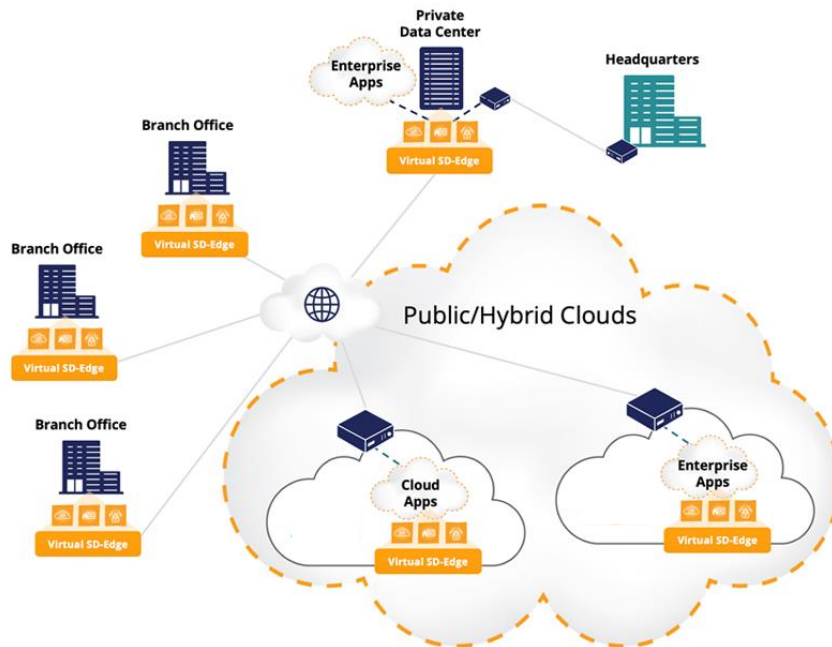 Private
Data Center
Enterprise
Apps
Headquarters
Virtual SD-Edge
Branch Office
Virtual SD-Edge
Branch Office
Virtual SD-Edge
Public/Hybrid Clouds
Branch Office
Virtual SD-Edge
Cloud
Apps
Virtual SD-Edge
Enterprise
Apps
Virtual SD-Edge